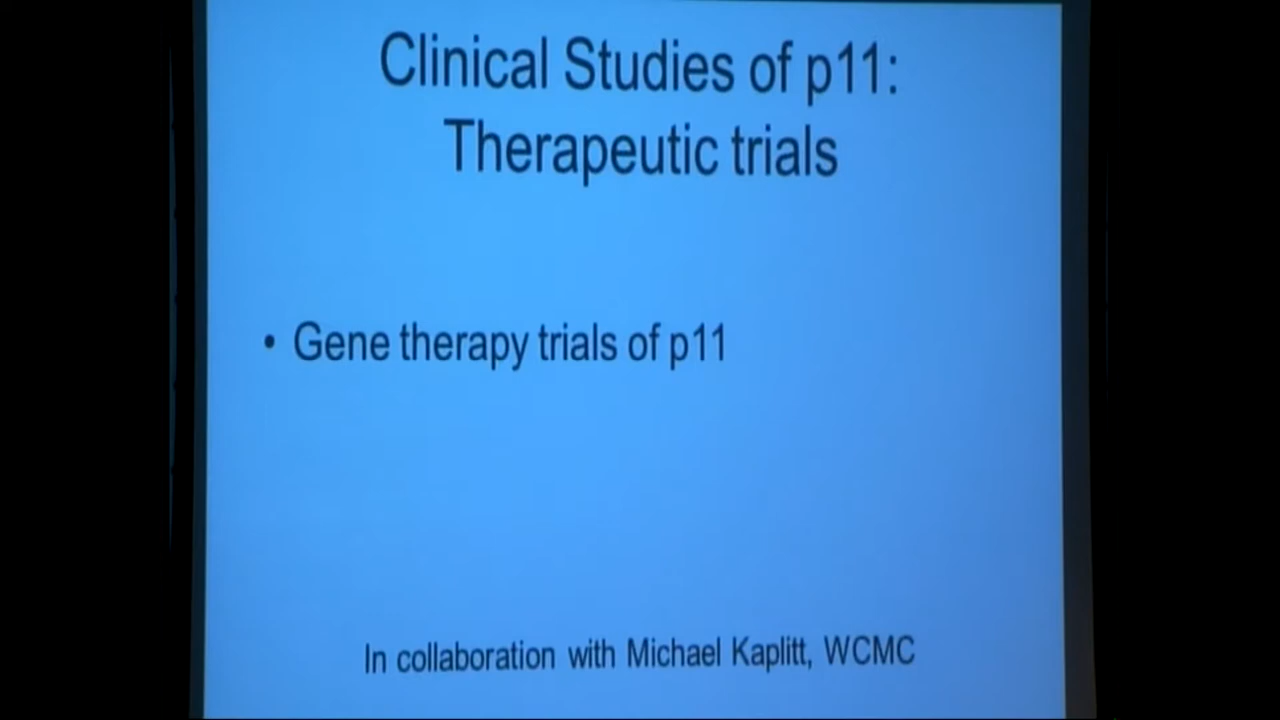 Clinical Studies of p11:
Therapeutic trials
• Gene therapy trials of p11
In collaboration with Michael Kaplitt, WCMC